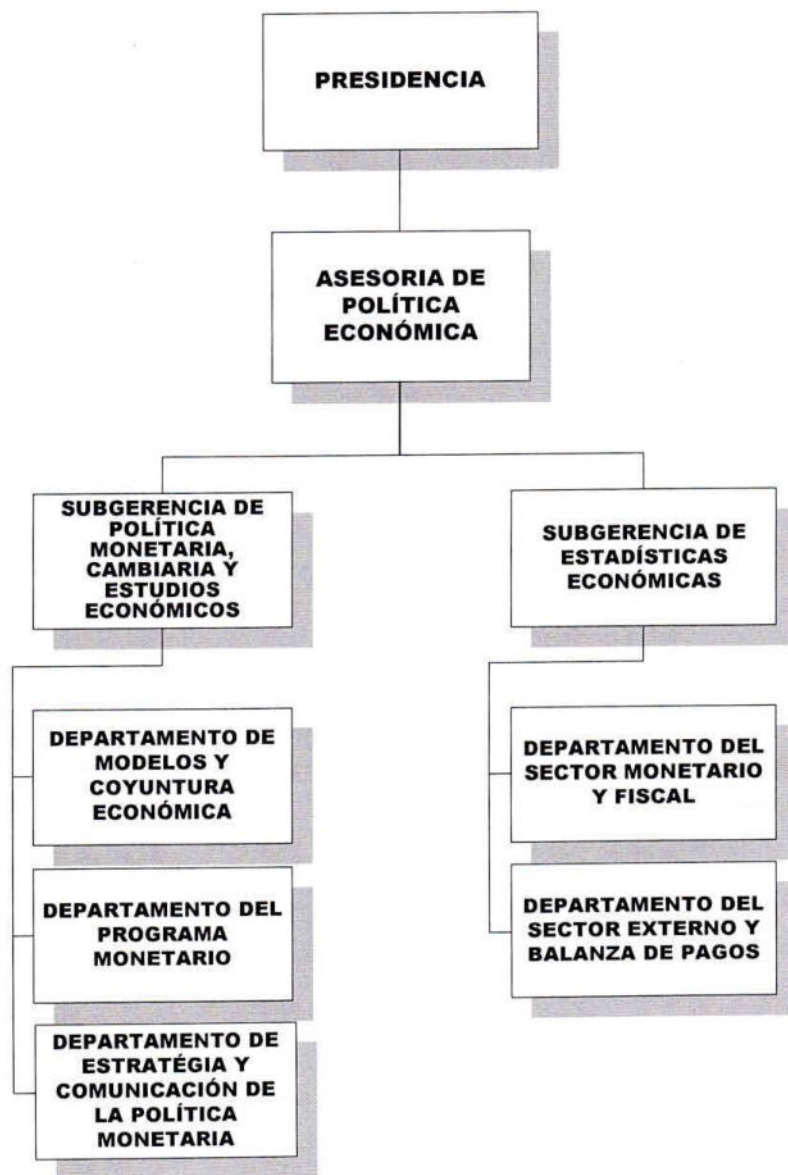 PRESIDENCIA
ASESORIA DE
POLÍTICA
ECONÓMICA
SUBGERENCIA DE
POLÍTICA
MONETARIA,
CAMBIARIA Y
ESTUDIOS
ECONÓMICOS
SUBGERENCIA DE
ESTADÍSTICAS
ECONÓMICAS
DEPARTAMENTO DE
MODELOS Y
COYUNTURA
ECONÓMICA
DEPARTAMENTO DEL
PROGRAMA
MONETARIO
DEPARTAMENTO DE
ESTRATÉGIA Y
COMUNICACIÓN DE
LA POLÍTICA
MONETARIA
DEPARTAMENTO DEL
SECTOR MONETARIO
Y FISCAL
DEPARTAMENTO DEL
SECTOR EXTERNO Y
BALANZA DE PAGOS